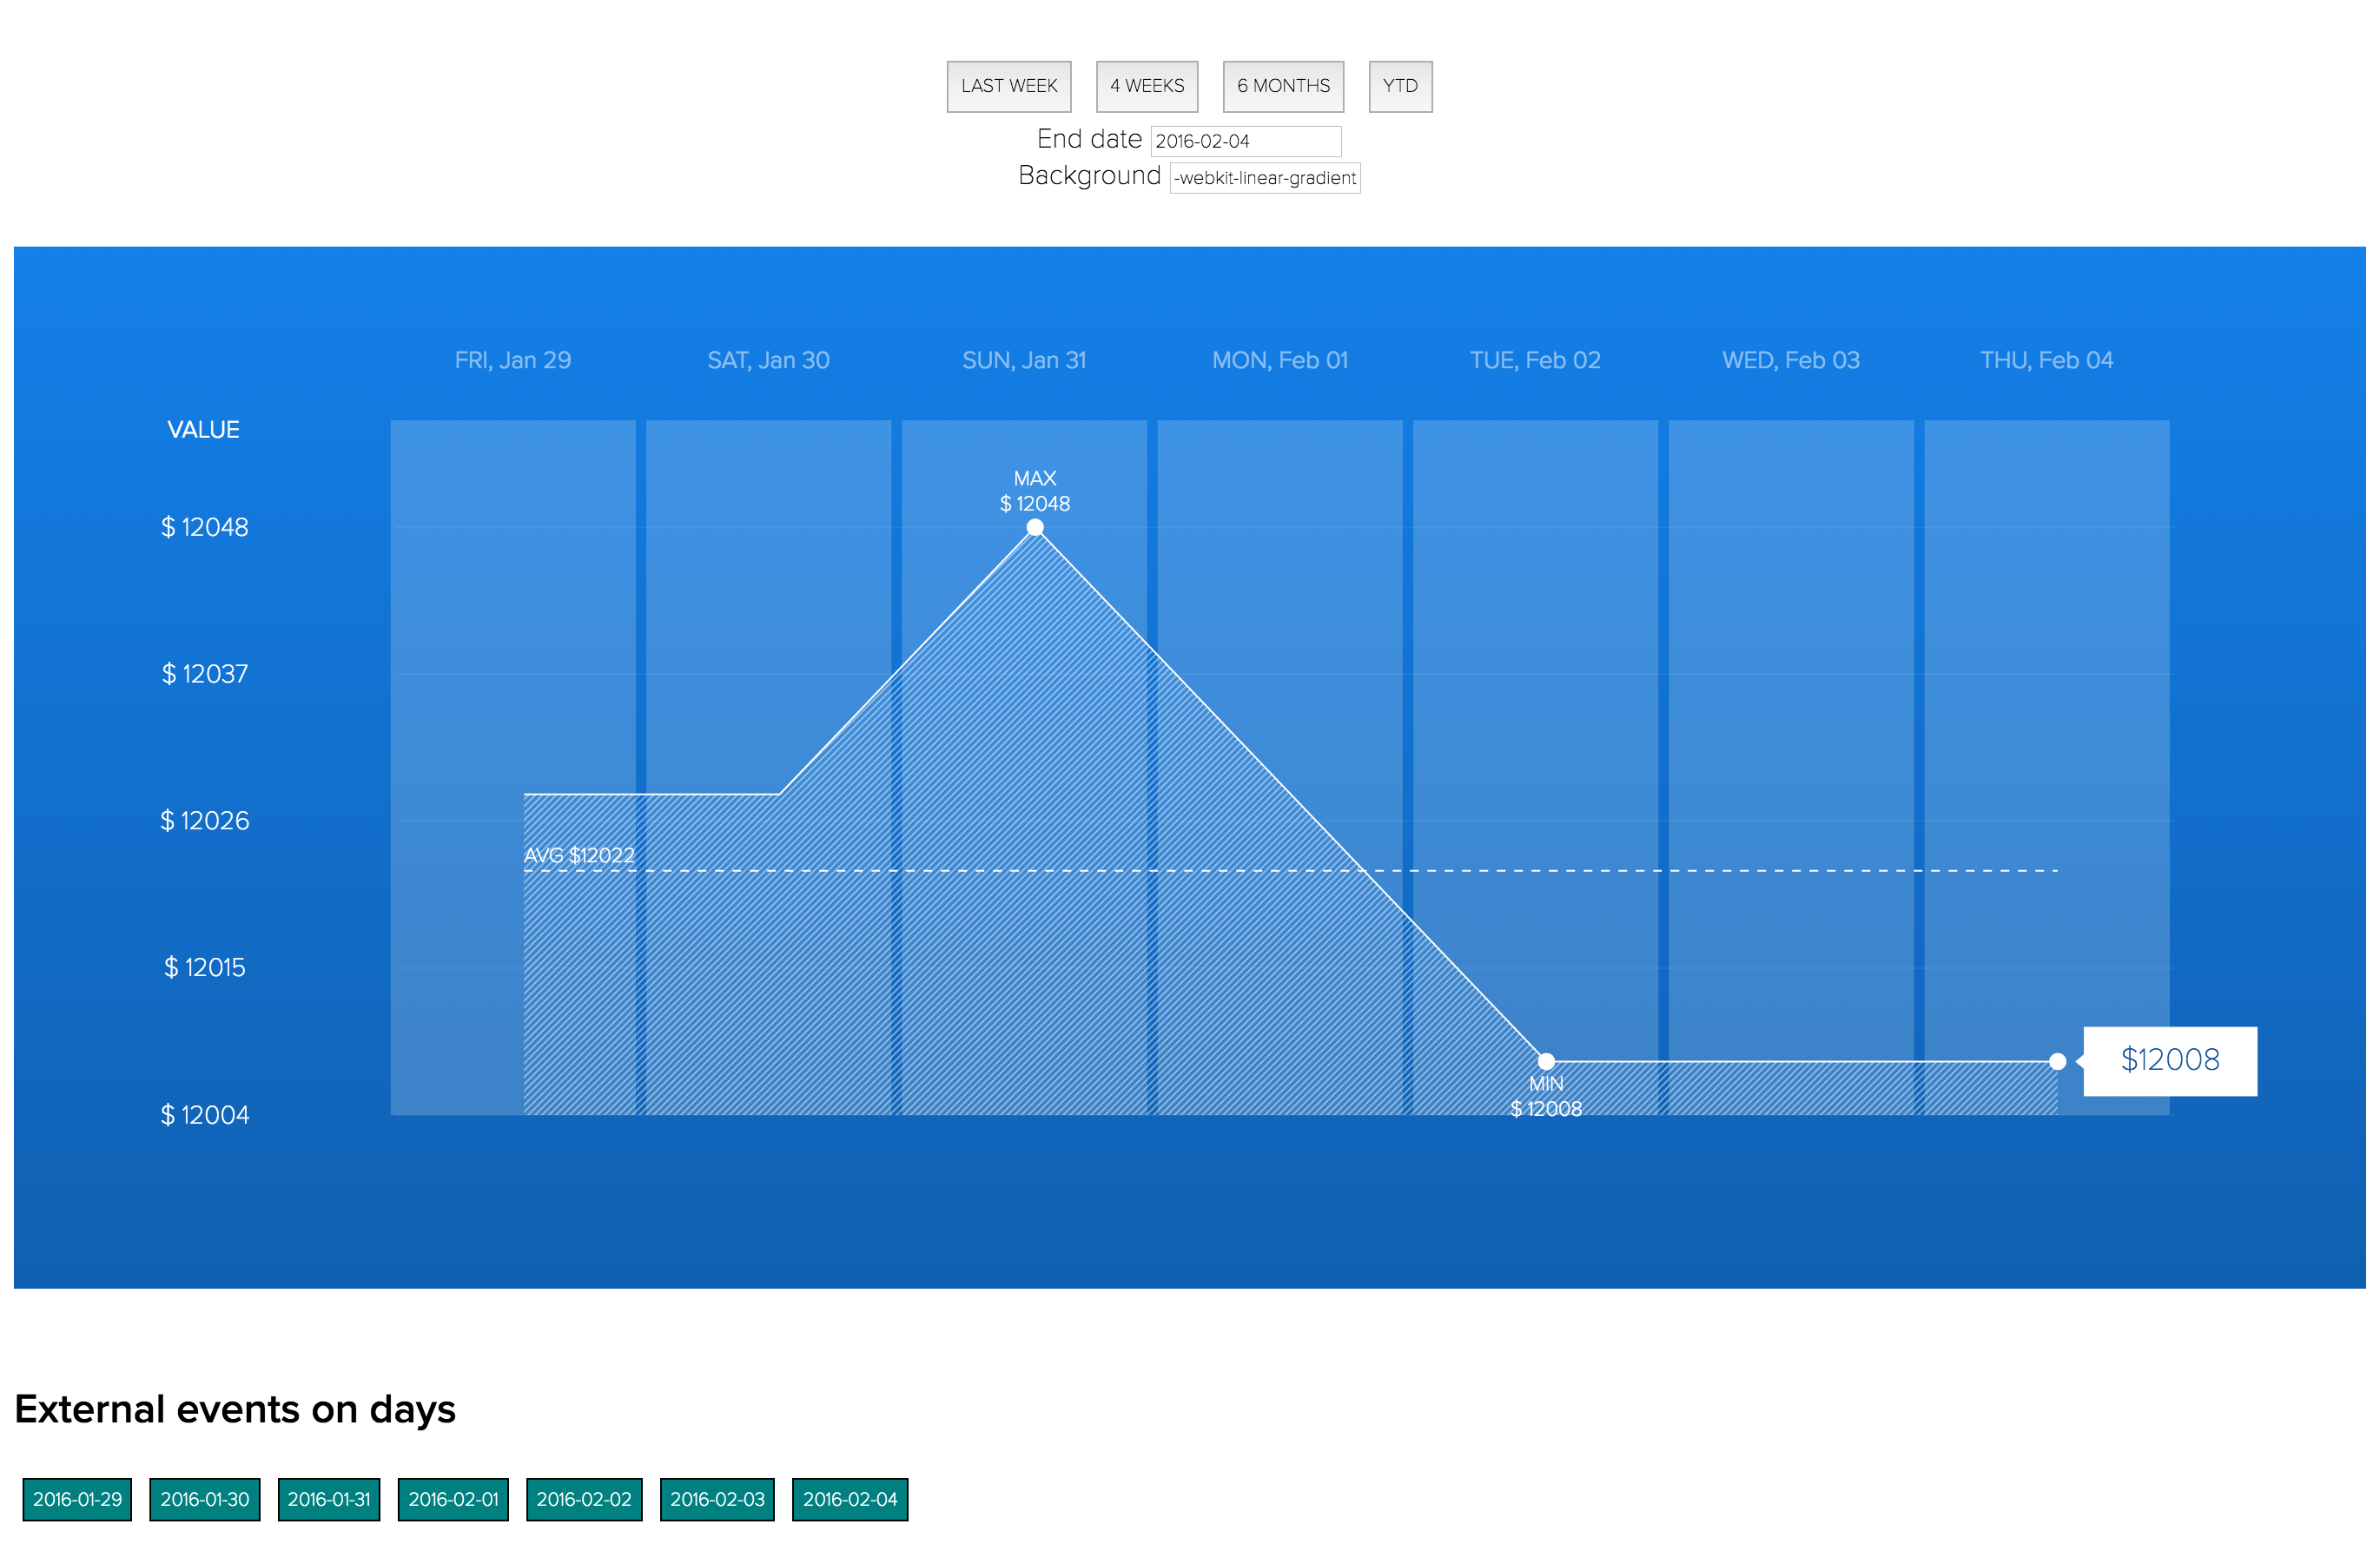 LAST WEEK 4 WEEKS 6 MONTHS YTD
End date 2016-02-04
Background -webkit-linear-gradient
FRI, Jan 29 SAT, Jan 30 SUN, Jan 31 MON, Feb 01 TUE, Feb 02 WED, Feb 03 THU, Feb 04
VALUE
MAX
$ 12048
$ 12048
$ 12037
$ 12026
AVG $12022
$ 12015
$12008
MIN
$ 12008
$ 12004
External events on days
2016-01-29 2016-01-30 2016-01-31 2016-02-01 2016-02-02 2016-02-03 2016-02-04